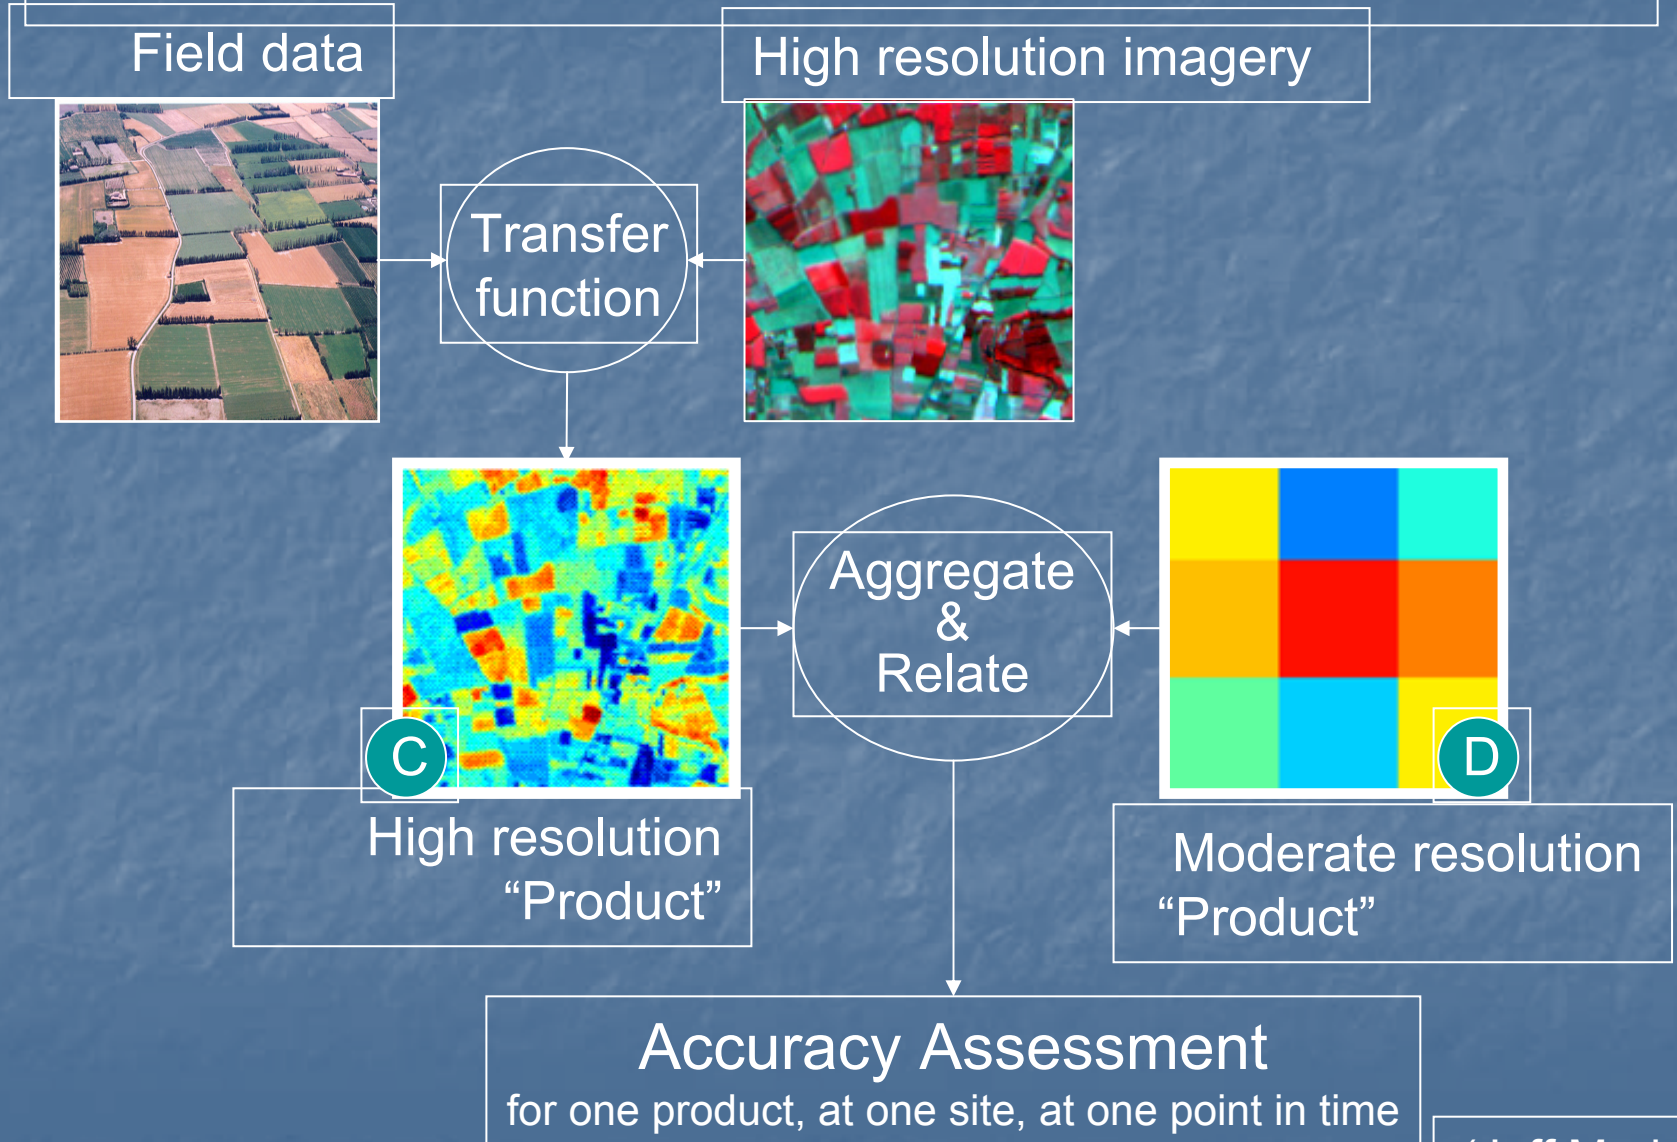 Field data
High resolution imagery
Transfer
function
Aggregate
&
Relate
C
D
High resolution
“Product”
Moderate resolution
“Product”
Accuracy Assessment
for one product, at one site, at one point in time